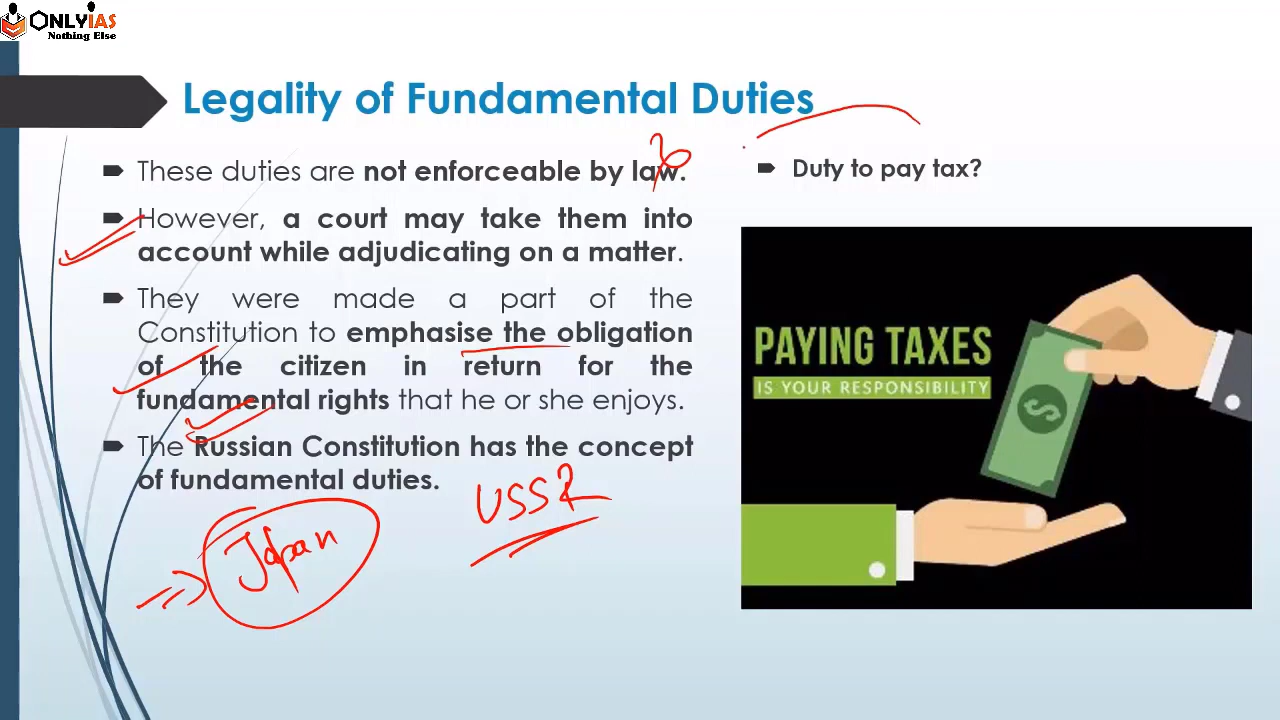 ONLYIAS
Nothing Else
Legality of Fundamental Duties
These duties are not enforceable by law.
However, a court may take them into
account while adjudicating on a matter.
They were made a part of the
Constitution to emphasise the obligation
of the citizen in return for the
fundamental rights that he or she enjoys.
The Russian Constitution has the concept
of fundamental duties.
USSR
Japan
Duty to pay tax?
PAYING TAXES
IS YOUR RESPONSIBILITY
$